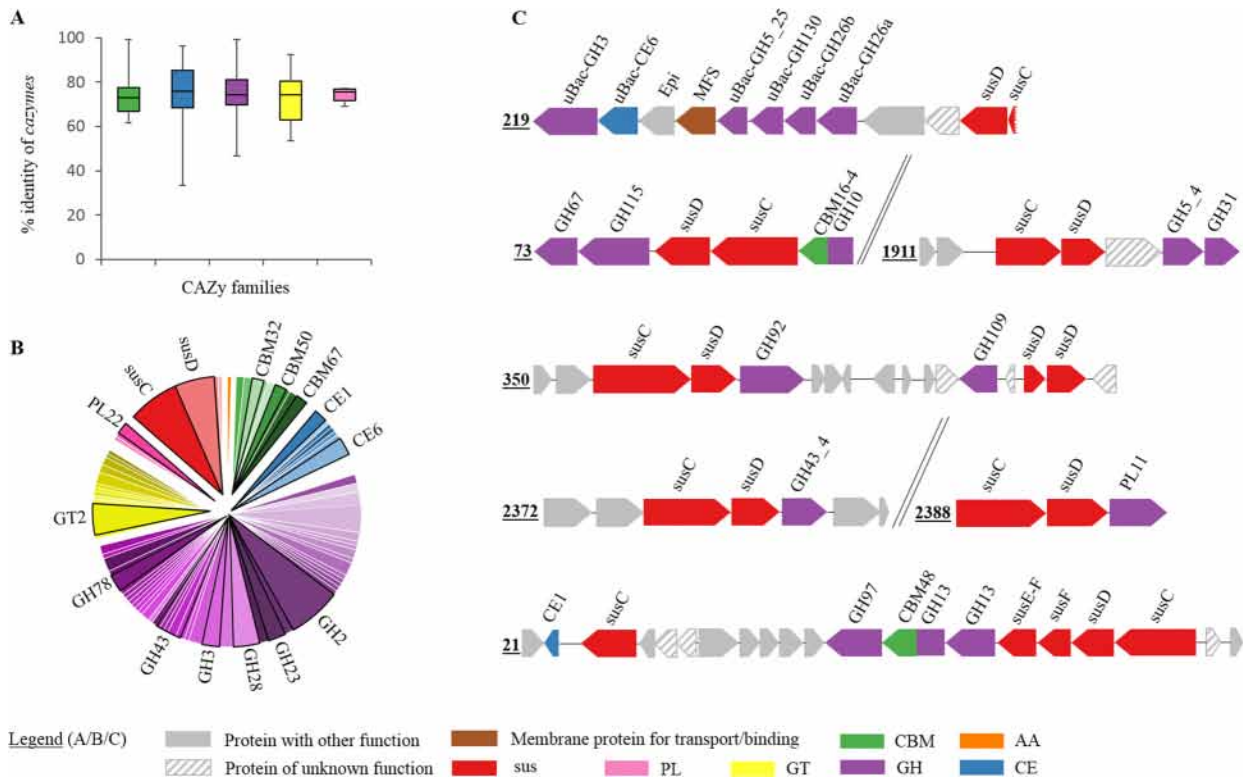 A
% identity of cazymes
100
80
60
40
20
0
CAZy families
B
susC
susD
CBM32
CBM50
CBM67
CE1
CE6
PL22
GT2
GH78
GH43
GH3
GH28
GH23
GH2
C
219
uBac-GH3
uBac-CE6
Epi
MFS
uBac-GH5_25
uBac-GH130
uBac-GH26b
uBac-GH26a
susD
susC
73
GH67
GH115
susD
susC
CBM16-4
GH10
1911
susC
susD
GH5_4
GH31
350
susC
susD
GH92
GH109
susD
susD
2372
susC
susD
GH43_4
2388
susC
susD
PL11
21
CE1
susC
GH97
CBM48
GH13
GH13
susE-F
susF
susD
susC
Legend (A/B/C)
Protein with other function
Membrane protein for transport/binding
CBM
AA
Protein of unknown function
sus
PL
GT
GH
CE